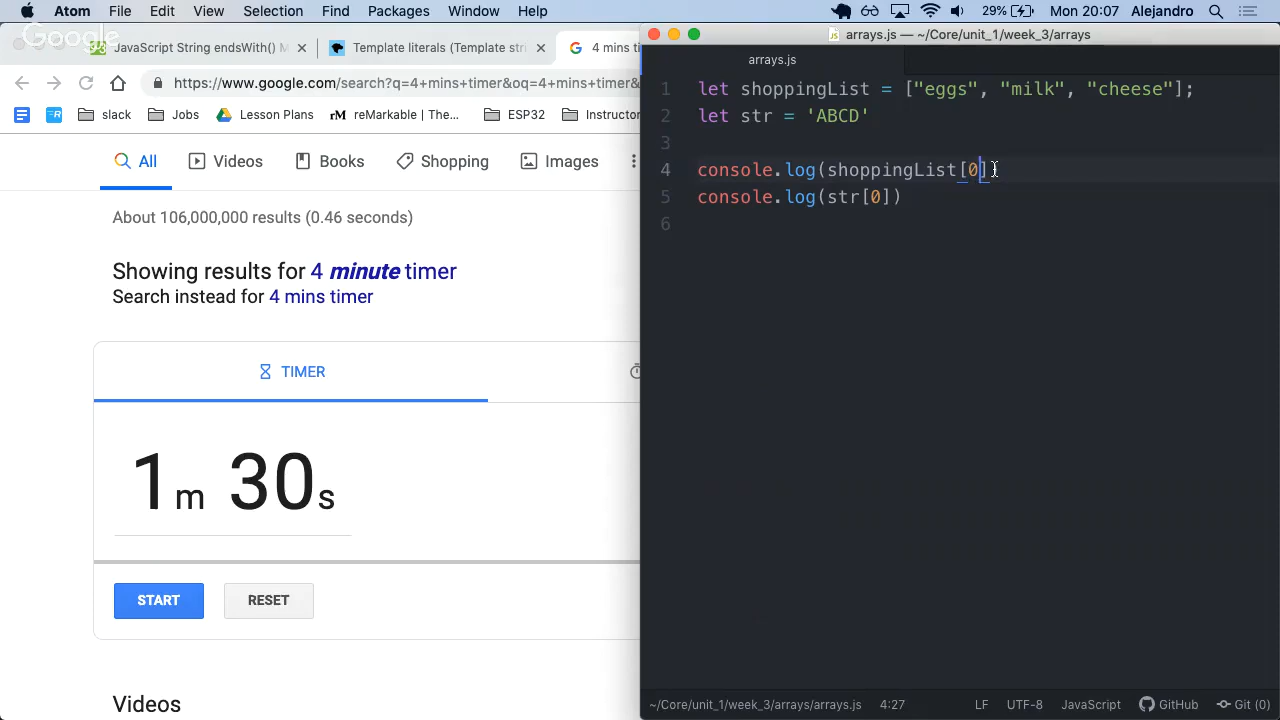 Atom File Edit View Selection Find Packages Window Help 29% Mon 20:07 Alejandro
Google
JavaScript String endsWith() M
Template literals (Template stri
4 mins ti
https://www.google.com/search?q=4+mins+timer&oq=4+mins+timer&
slack Jobs Lesson Plans rM reMarkable | The... ESP32 Instructor
All Videos Books Shopping Images
About 106,000,000 results (0.46 seconds)
Showing results for 4 minute timer
Search instead for 4 mins timer
TIMER
1m 30s
START RESET
Videos
arrays.js — ~/Core/unit_1/week_3/arrays
arrays.js
1 let shoppingList = ["eggs", "milk", "cheese"];
2 let str = 'ABCD'
3
4 console.log(shoppingList[0]
5 console.log(str[0])
6
~/Core/unit_1/week_3/arrays/arrays.js 4:27 LF UTF-8 JavaScript GitHub Git (0)